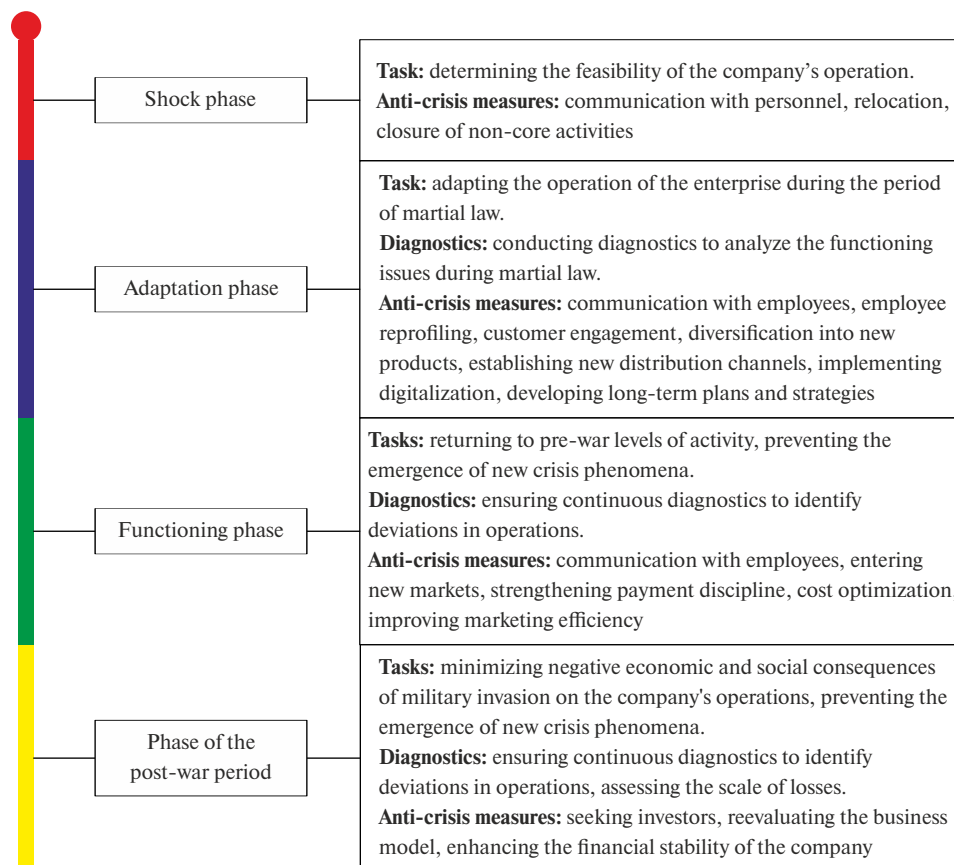 Shock phase
Task: determining the feasibility of the company’s operation.
Anti-crisis measures: communication with personnel, relocation,
closure of non-core activities
Adaptation phase
Task: adapting the operation of the enterprise during the period
of martial law.
Diagnostics: conducting diagnostics to analyze the functioning
issues during martial law.
Anti-crisis measures: communication with employees, employee
reprofiling, customer engagement, diversification into new
products, establishing new distribution channels, implementing
digitalization, developing long-term plans and strategies
Functioning phase
Tasks: returning to pre-war levels of activity, preventing the
emergence of new crisis phenomena.
Diagnostics: ensuring continuous diagnostics to identify
deviations in operations.
Anti-crisis measures: communication with employees, entering
new markets, strengthening payment discipline, cost optimization,
improving marketing efficiency
Phase of the
post-war period
Tasks: minimizing negative economic and social consequences
of military invasion on the company's operations, preventing the
emergence of new crisis phenomena.
Diagnostics: ensuring continuous diagnostics to identify
deviations in operations, assessing the scale of losses.
Anti-crisis measures: seeking investors, reevaluating the business
model, enhancing the financial stability of the company